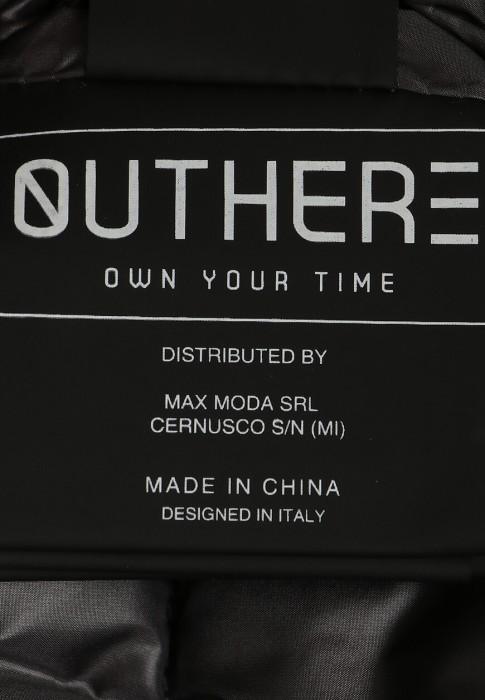 OUTHERE
OWN YOUR TIME
DISTRIBUTED BY
MAX MODA SRL
CERNUSCO S/N (MI)
MADE IN CHINA
DESIGNED IN ITALY